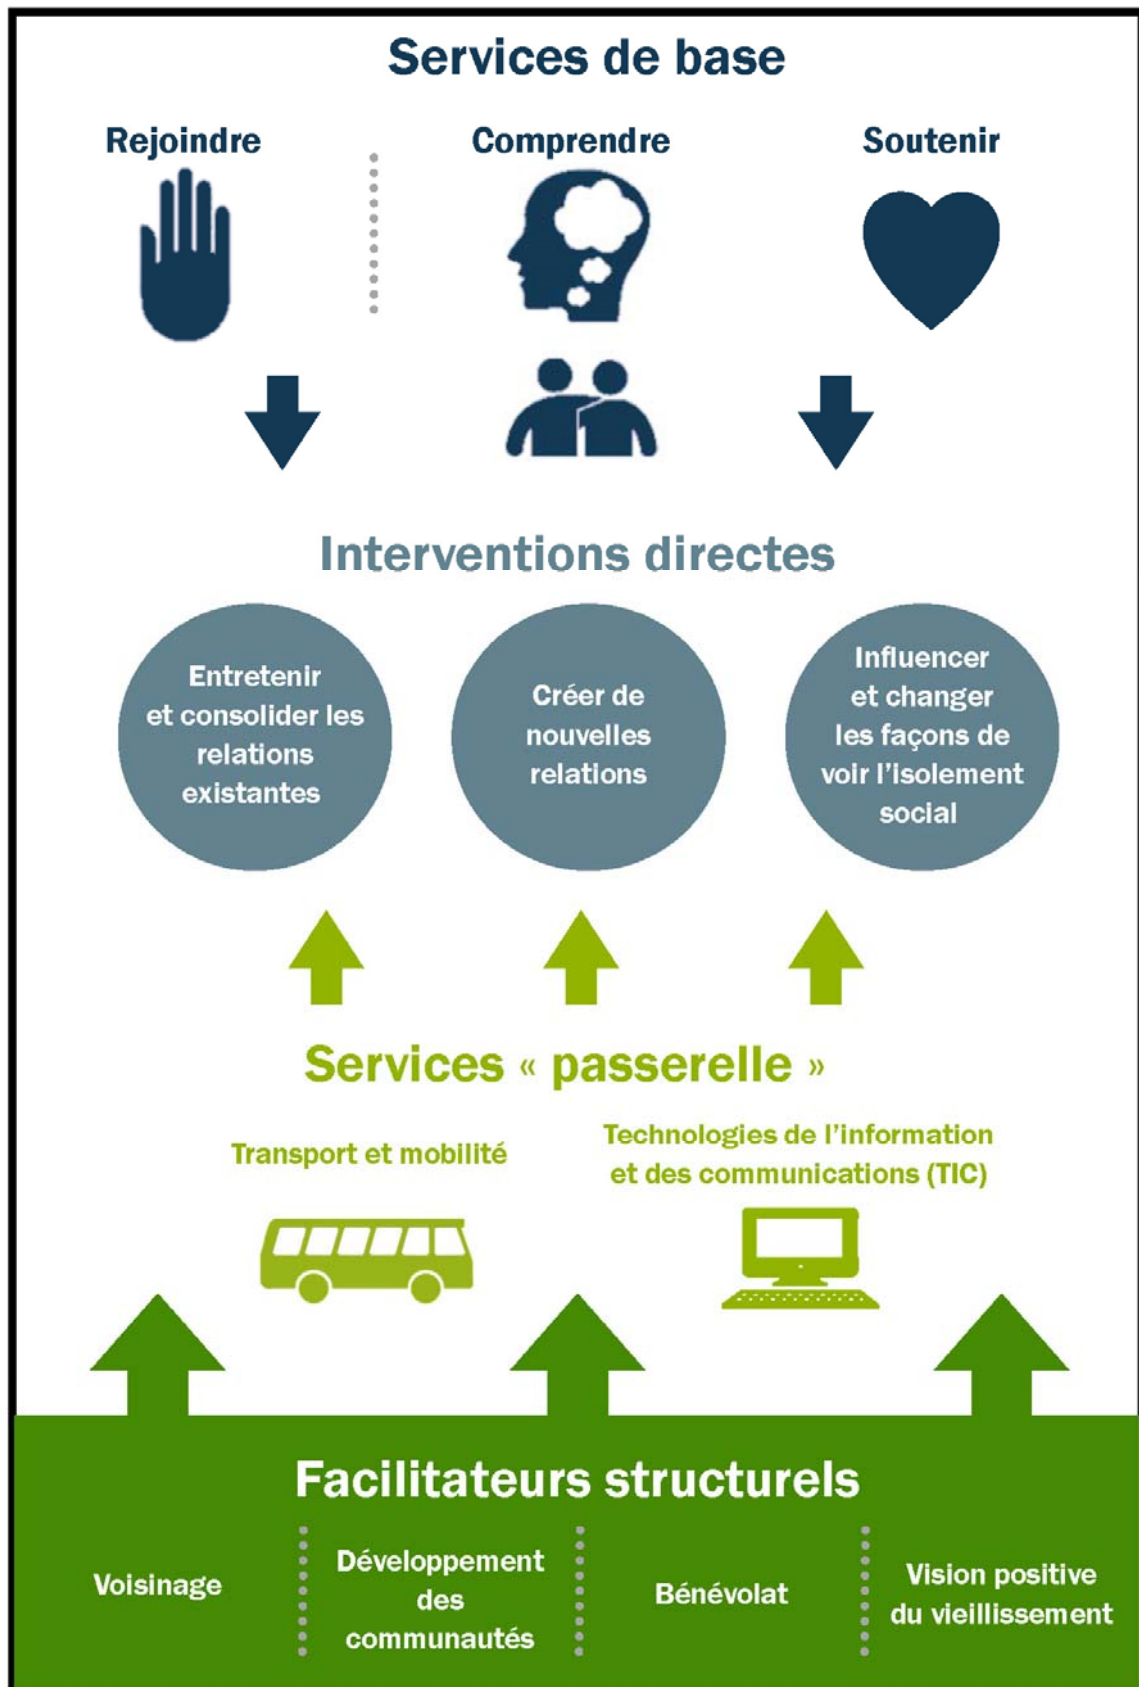 Services de base
Rejoindre
Comprendre
Soutenir
Interventions directes
Entretenir
et consolider les
relations
existantes
Créer de
nouvelles
relations
Influencer
et changer
les façons de
voir l'isolement
social
Services « passerelle »
Transport et mobilité
Technologies de l'information
et des communications (TIC)
Facilitateurs structurels
Voisinage
Développement
des
communautés
Bénévolat
Vision positive
du vieillissement